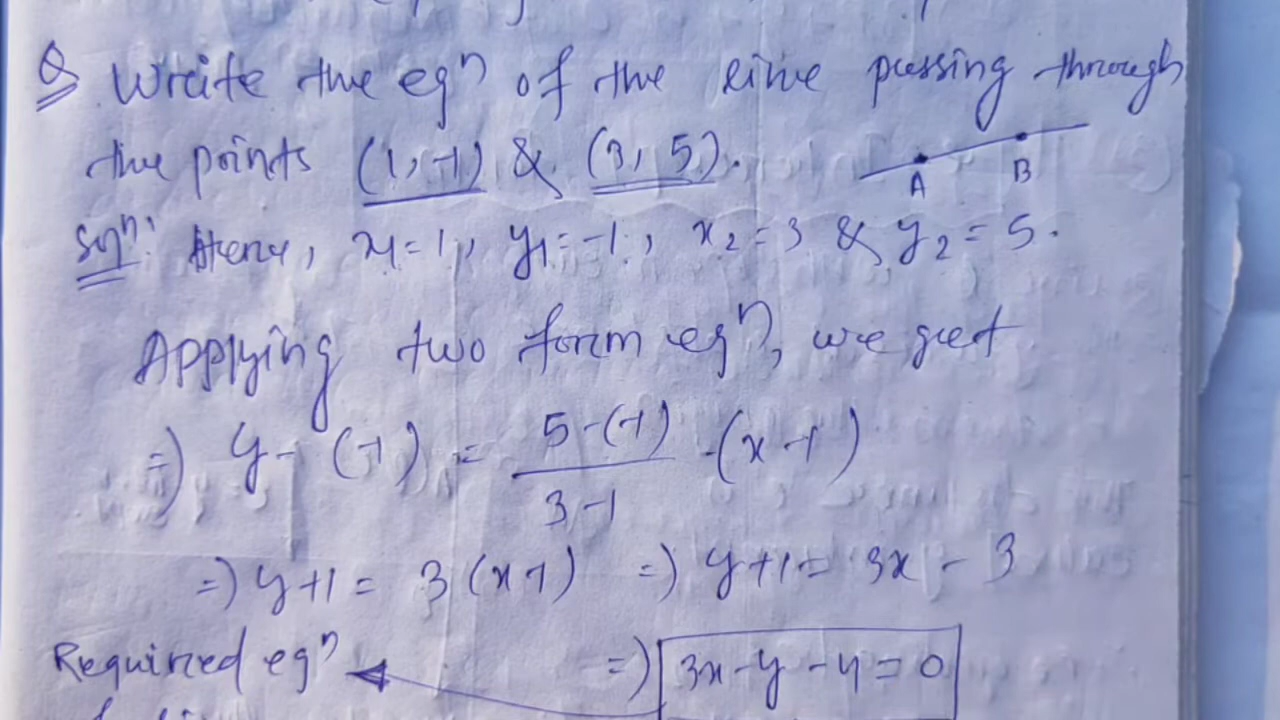 Q Write the eqⁿ of the line passing through
the points (1, -1) & (3, 5).
A B
Solⁿ: Here, x₁ = 1, y₁ = -1, x₂ = 3 & y₂ = 5.
Applying two form eqⁿ, we get
⇒ y - (-1) = 5-(-1) / 3-1 · (x - 1)
⇒ y + 1 = 3 (x - 1) ⇒ y + 1 = 3x - 3
Required eqⁿ ⇒ 3x - y - 4 = 0